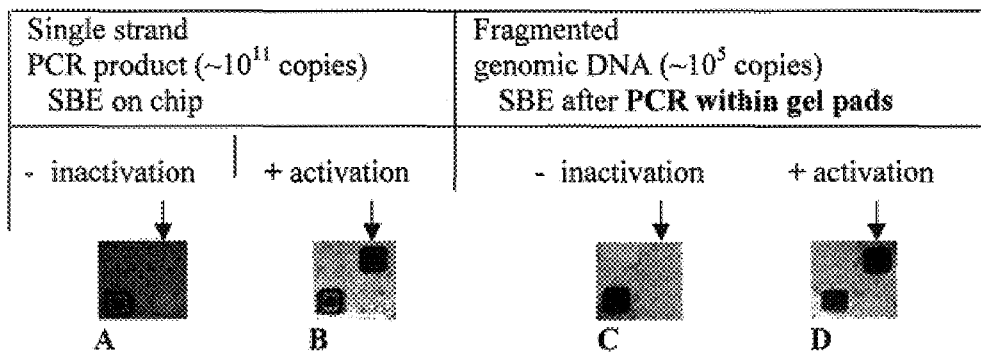 Single strand
PCR product (~10¹¹ copies)
SBE on chip
Fragmented
genomic DNA (~10⁵ copies)
SBE after PCR within gel pads
- inactivation
+ activation
- inactivation
+ activation
A
B
C
D